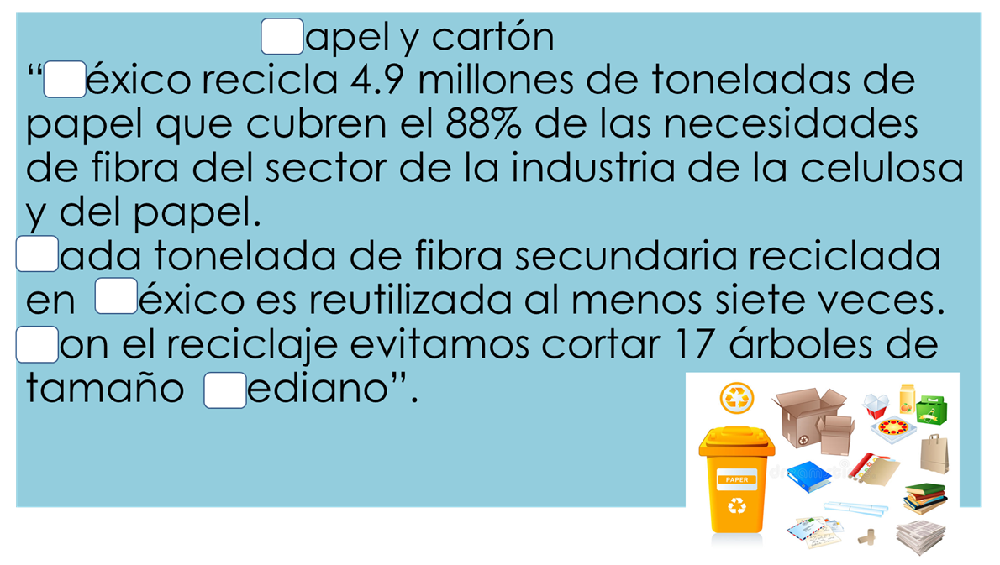 apel y cartón
“ éxico recicla 4.9 millones de toneladas de
papel que cubren el 88% de las necesidades
de fibra del sector de la industria de la celulosa
y del papel.
ada tonelada de fibra secundaria reciclada
en éxico es reutilizada al menos siete veces.
on el reciclaje evitamos cortar 17 árboles de
tamaño ediano”.
PAPER